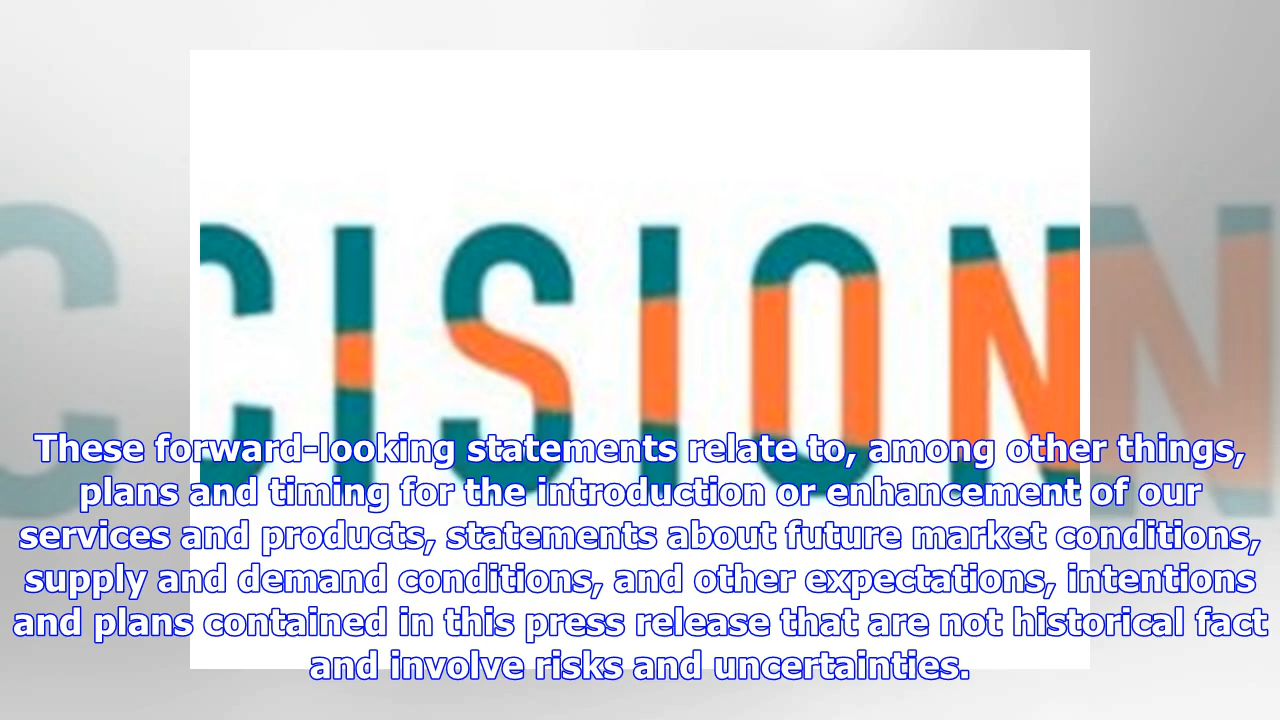 CISION
These forward-looking statements relate to, among other things,
plans and timing for the introduction or enhancement of our
services and products, statements about future market conditions,
supply and demand conditions, and other expectations, intentions
and plans contained in this press release that are not historical fact
and involve risks and uncertainties.